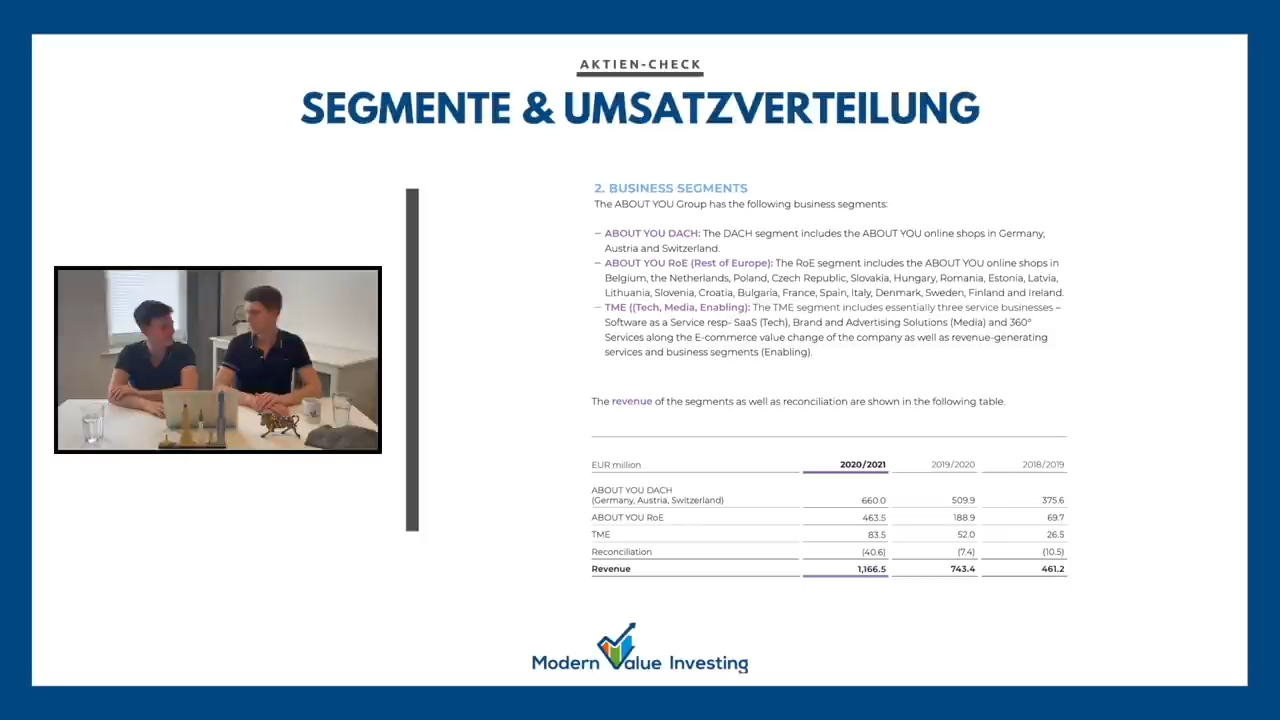 AKTIEN-CHECK
SEGMENTE & UMSATZVERTEILUNG
2. BUSINESS SEGMENTS
The ABOUT YOU Group has the following business segments:
– ABOUT YOU DACH: The DACH segment includes the ABOUT YOU online shops in Germany,
Austria and Switzerland.
– ABOUT YOU RoE (Rest of Europe): The RoE segment includes the ABOUT YOU online shops in
Belgium, the Netherlands, Poland, Czech Republic, Slovakia, Hungary, Romania, Estonia, Latvia,
Lithuania, Slovenia, Croatia, Bulgaria, France, Spain, Italy, Denmark, Sweden, Finland and Ireland.
– TME ((Tech, Media, Enabling): The TME segment includes essentially three service businesses –
Software as a Service resp- SaaS (Tech), Brand and Advertising Solutions (Media) and 360°
Services along the E-commerce value change of the company as well as revenue-generating
services and business segments (Enabling).
The revenue of the segments as well as reconciliation are shown in the following table.
EUR million 2020/2021 2019/2020 2018/2019
ABOUT YOU DACH
(Germany, Austria, Switzerland) 660.0 509.9 375.6
ABOUT YOU RoE 463.5 188.9 69.7
TME 83.5 52.0 26.5
Reconciliation (40.6) (7.4) (10.5)
Revenue 1,166.5 743.4 461.2
Modern Value Investing